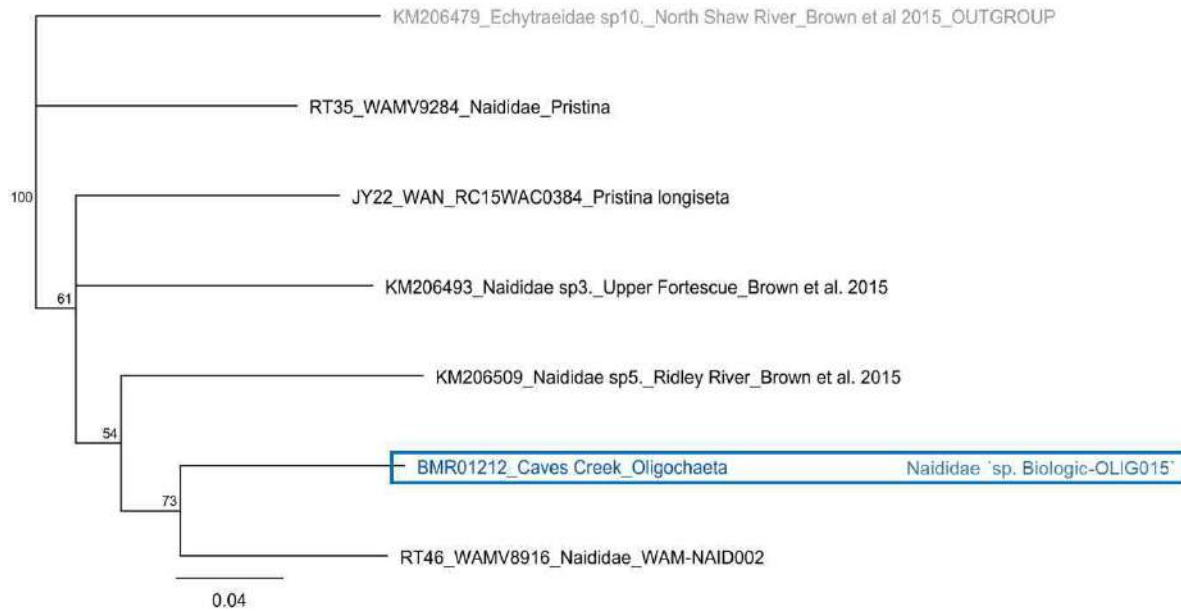 KM206479_Echytraeidae sp10._North Shaw River_Brown et al 2015_OUTGROUP
RT35_WAMV9284_Naididae_Pristina
100
JY22_WAN_RC15WAC0384_Pristina longiseta
KM206493_Naididae sp3._Upper Fortescue_Brown et al. 2015
61
KM206509_Naididae sp5._Ridley River_Brown et al. 2015
54
BMR01212_Caves Creek_Oligochaeta Naididae `sp. Biologic-OLIG015`
73
RT46_WAMV8916_Naididae_WAM-NAID002
0.04